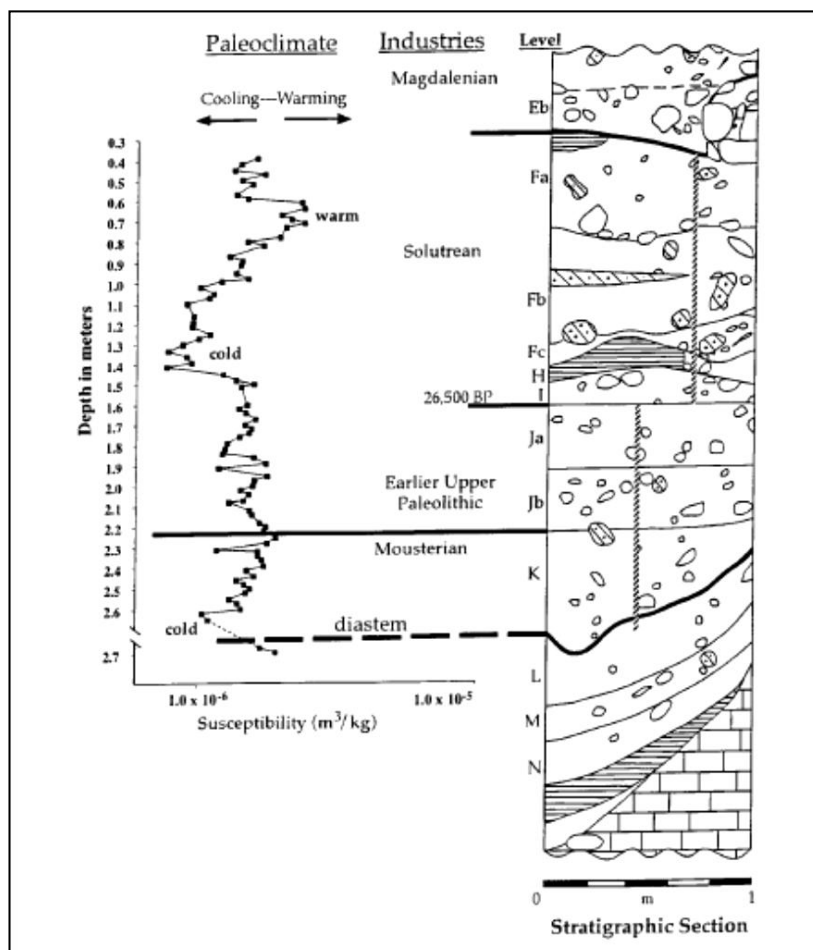 Paleoclimate Industries Level
Cooling---Warming
Magdalenian
Eb
0.3
0.4
0.5
0.6
0.7
0.8
0.9
1.0
1.1
1.2
1.3
1.4
1.5
1.6
1.7
1.8
1.9
2.0
2.1
2.2
2.3
2.4
2.5
2.6
2.7
Depth in meters
warm
cold
cold
1.0 x 10-6
1.0 x 10-5
Susceptibility (m3/kg)
Solutrean
26,500 BP
Earlier Upper
Paleolithic
Mousterian
diastem
Fa
Fb
Fc
H
I
Ja
Jb
K
L
M
N
0 m 1
Stratigraphic Section